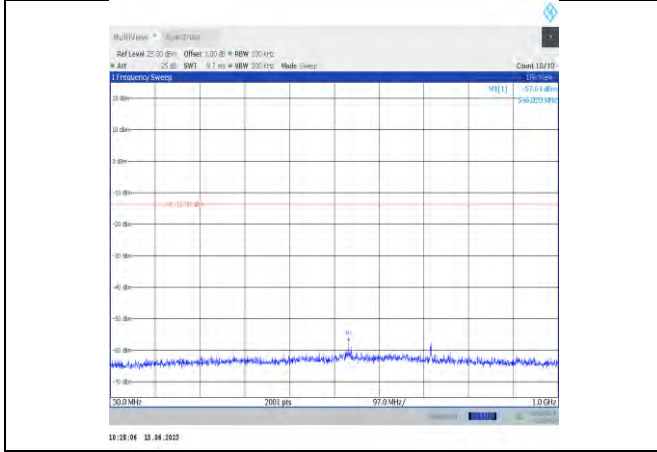 MultiView Spectrum
Ref Level 25.00 dBm Offset 1.00 dB RBW 100 kHz
Att 25 dB SWT 9.7 ms VBW 300 kHz Mode Sweep Count 10/10
1 Frequency Sweep 1Pk View
M1[1] -57.64 dBm
20 dBm
10 dBm
0 dBm
-10 dBm
-20 dBm
-30 dBm
-40 dBm
-50 dBm
M1
-60 dBm
-70 dBm
30.0 MHz 2001 pts 97.0 MHz/ 1.0 GHz
10:28:06 15.06.2023